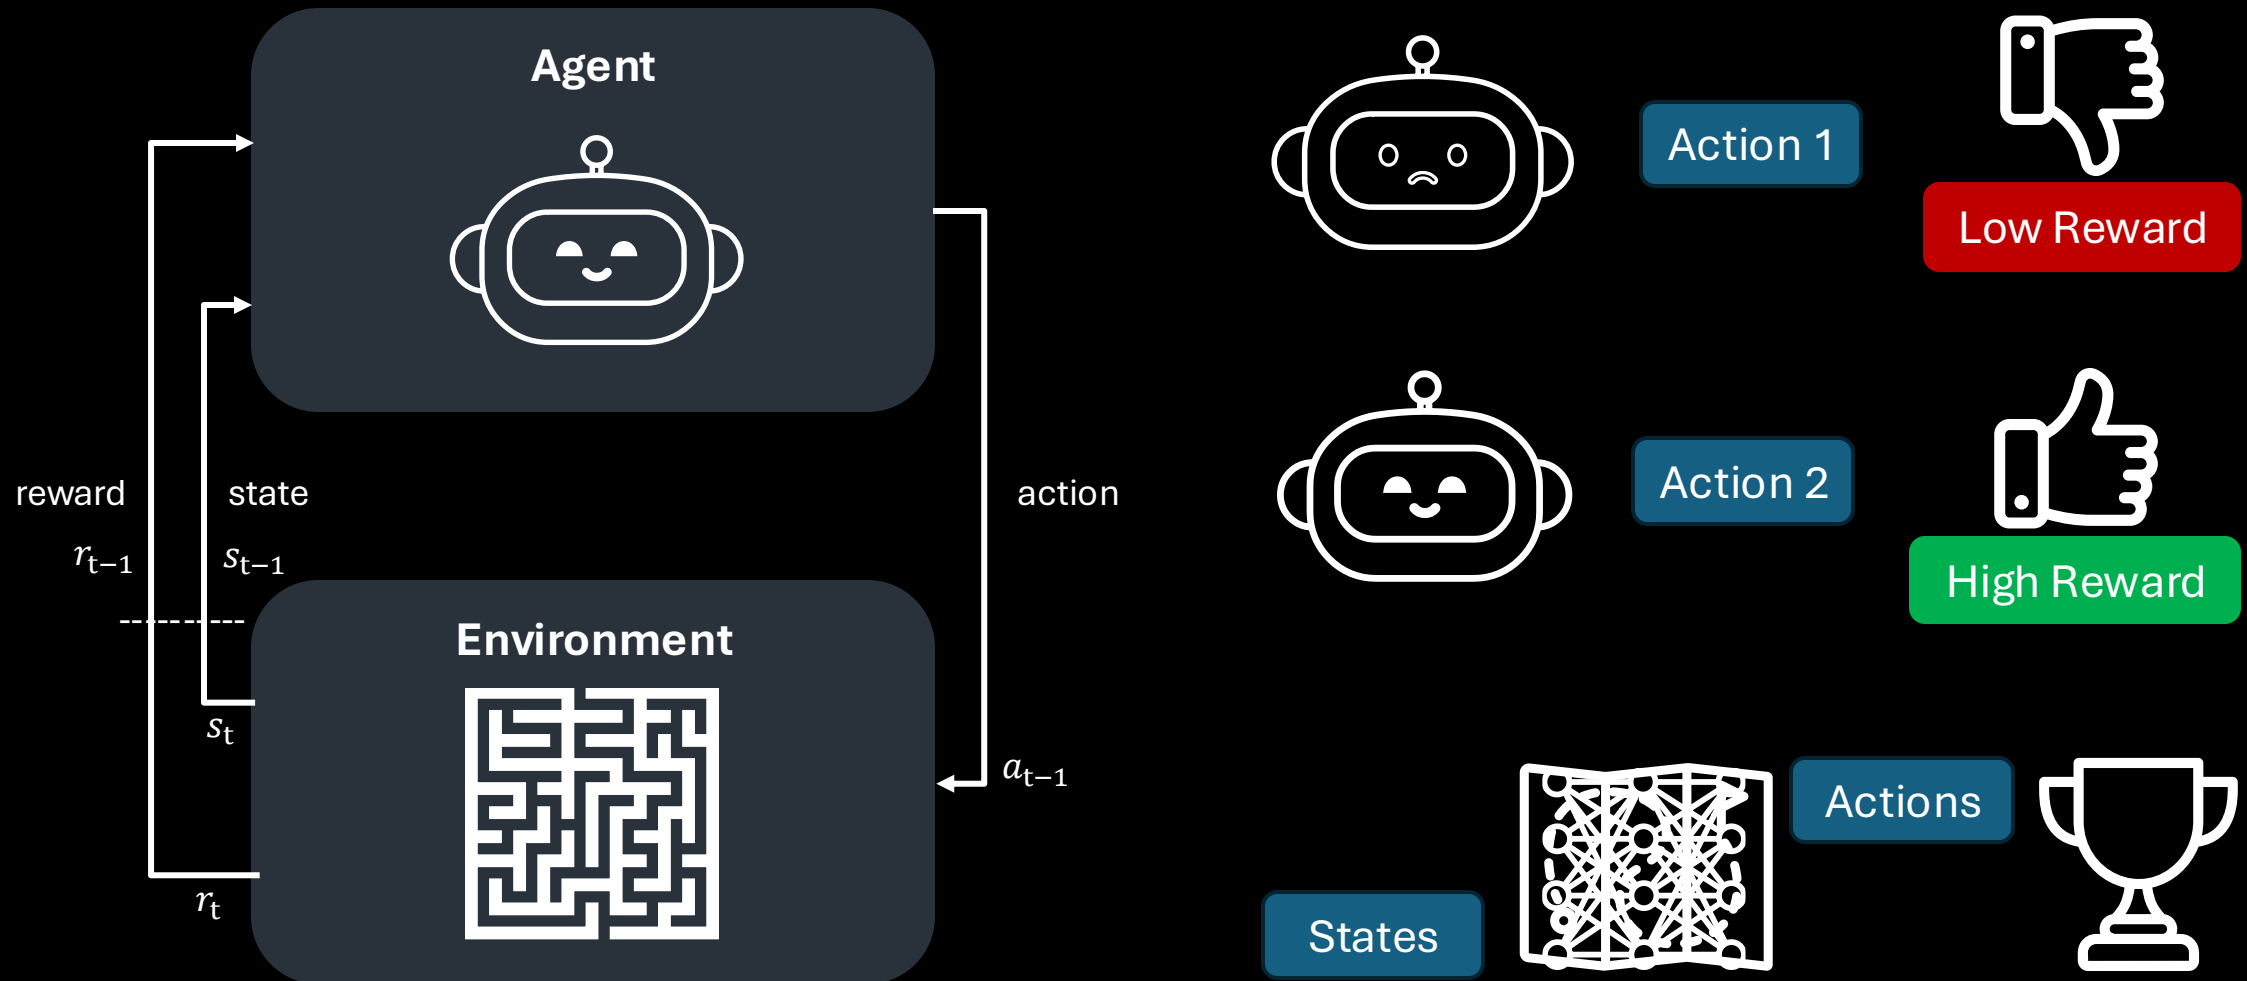 Agent
reward
state
action
r_{t−1}
s_{t−1}
Environment
s_t
a_{t−1}
r_t
Action 1
Low Reward
Action 2
High Reward
Actions
States